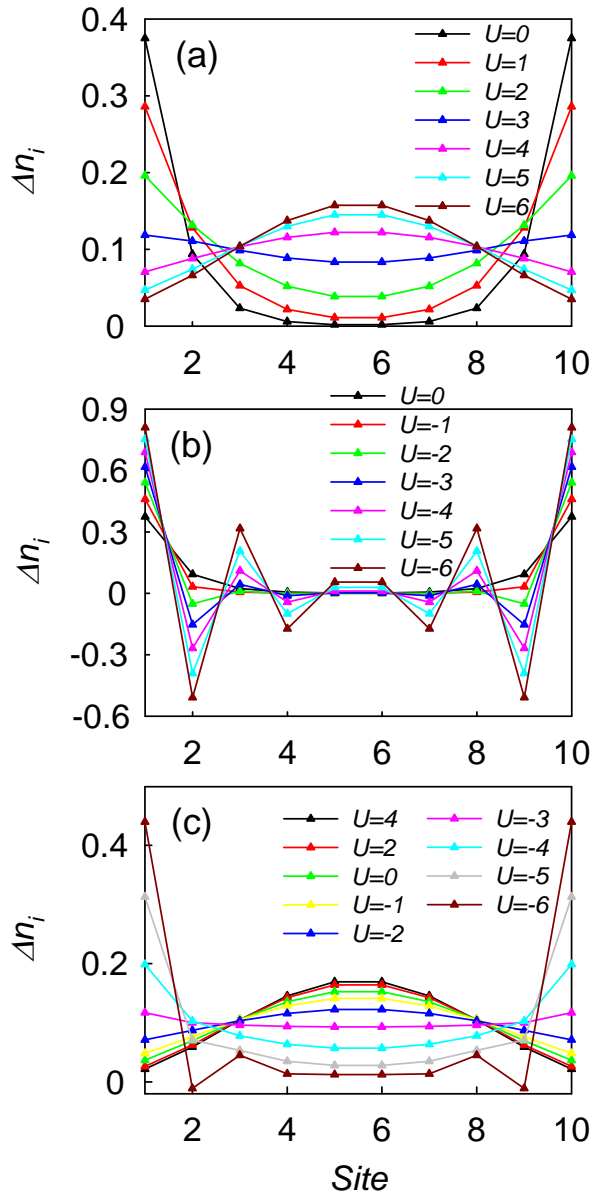 0.4
0.3
0.2
0.1
0
Δn_i
(a)
U=0
U=1
U=2
U=3
U=4
U=5
U=6
2 4 6 8 10
0.9
0.6
0.3
0
-0.3
-0.6
Δn_i
(b)
U=0
U=-1
U=-2
U=-3
U=-4
U=-5
U=-6
2 4 6 8 10
0.4
0.2
0
Δn_i
(c)
U=4 U=-3
U=2 U=-4
U=0 U=-5
U=-1 U=-6
U=-2
2 4 6 8 10
Site